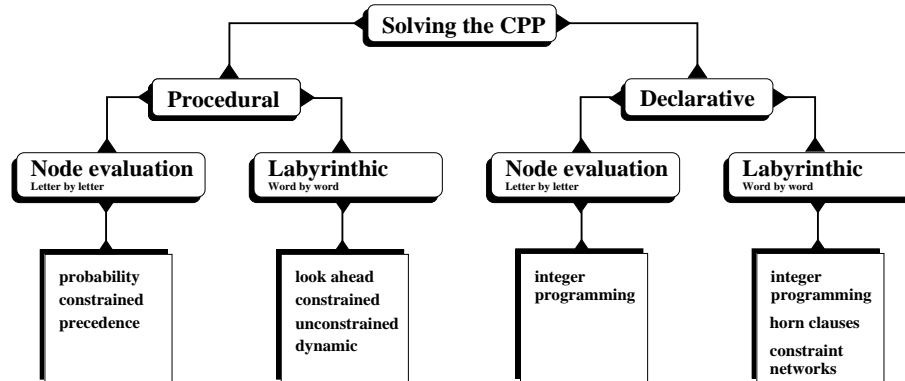 Solving the CPP
Procedural
Declarative
Node evaluation
Letter by letter
Labyrinthic
Word by word
Node evaluation
Letter by letter
Labyrinthic
Word by word
probability
constrained
precedence
look ahead
constrained
unconstrained
dynamic
integer
programming
integer
programming
horn clauses
constraint
networks